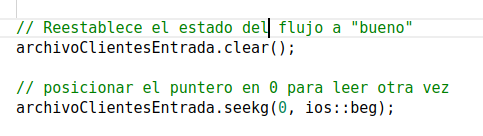 // Reestablece el estado del flujo a "bueno"
archivoClientesEntrada.clear();
// posicionar el puntero en 0 para leer otra vez
archivoClientesEntrada.seekg(0, ios::beg);